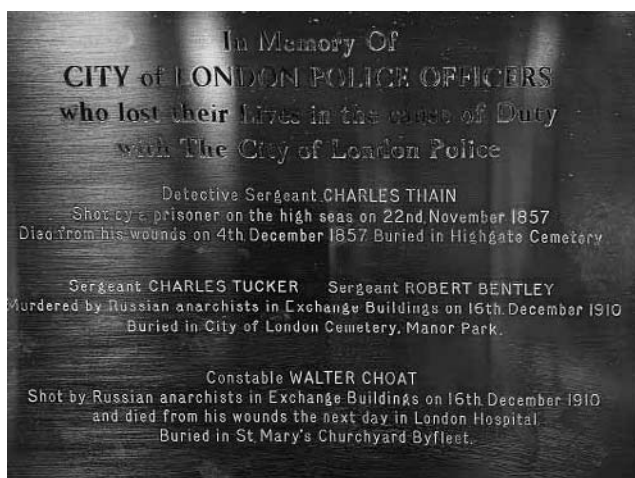 In Memory Of
CITY of LONDON POLICE OFFICERS
who lost their Lives in the cause of Duty
with The City of London Police
Detective Sergeant CHARLES THAIN
Shot by a prisoner on the high seas on 22nd. November 1857
Died from his wounds on 4th. December 1857. Buried in Highgate Cemetery
Sergeant CHARLES TUCKER Sergeant ROBERT BENTLEY
Murdered by Russian anarchists in Exchange Buildings on 16th. December 1910
Buried in City of London Cemetery. Manor Park.
Constable WALTER CHOAT
Shot by Russian anarchists in Exchange Buildings on 16th. December 1910
and died from his wounds the next day in London Hospital
Buried in St. Mary's Churchyard Byfleet.